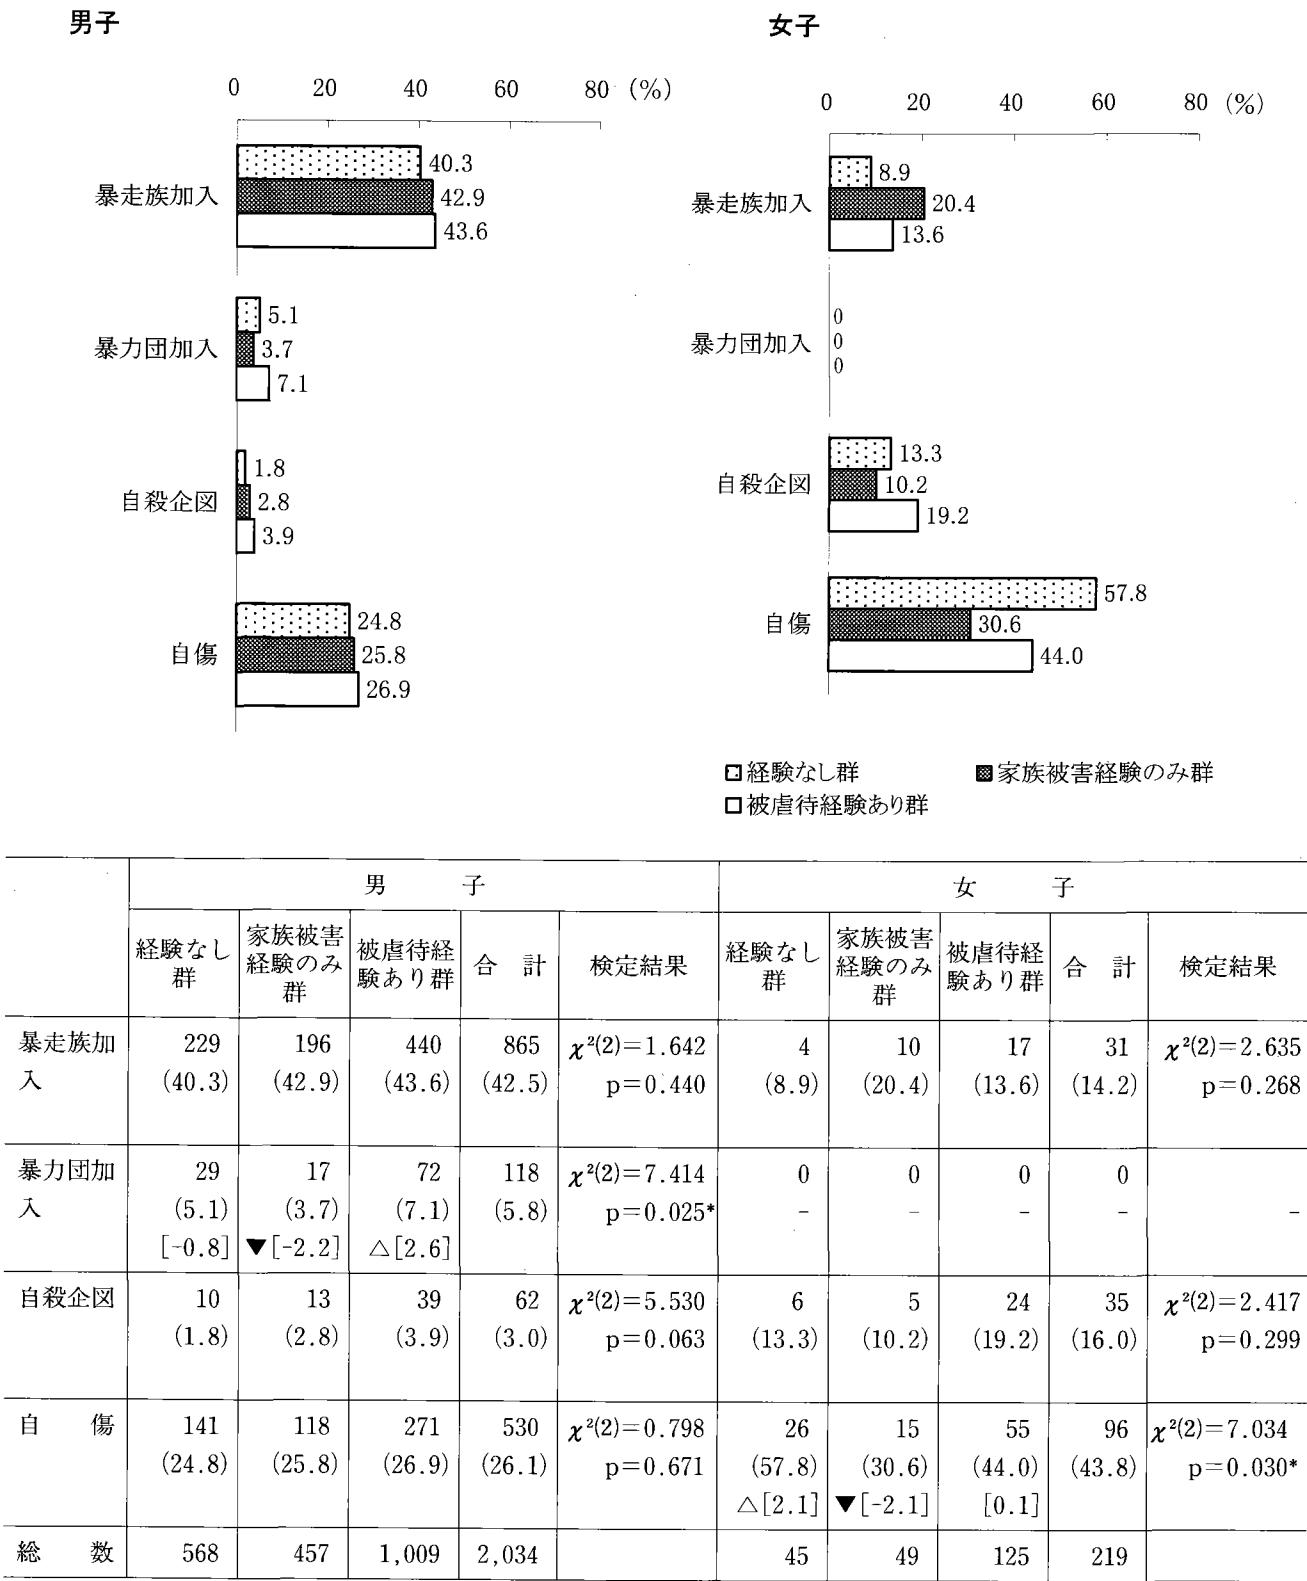 男子
0 20 40 60 80 (%)
暴走族加入
40.3
42.9
43.6
暴力団加入
5.1
3.7
7.1
自殺企図
1.8
2.8
3.9
自傷
24.8
25.8
26.9
女子
0 20 40 60 80 (%)
暴走族加入
8.9
20.4
13.6
暴力団加入
0
0
0
自殺企図
13.3
10.2
19.2
自傷
57.8
30.6
44.0
経験なし群 家族被害経験のみ群
被虐待経験あり群
男 子 女 子
経験なし群 家族被害経験のみ群 被虐待経験あり群 合計 検定結果 経験なし群 家族被害経験のみ群 被虐待経験あり群 合計 検定結果
暴走族加 229 196 440 865 χ²(2)=1.642 4 10 17 31 χ²(2)=2.635
入 (40.3) (42.9) (43.6) (42.5) p=0.440 (8.9) (20.4) (13.6) (14.2) p=0.268
暴力団加 29 17 72 118 χ²(2)=7.414 0 0 0 0
入 (5.1) (3.7) (7.1) (5.8) p=0.025* - - - - -
[-0.8] ▼[-2.2] △[2.6]
自殺企図 10 13 39 62 χ²(2)=5.530 6 5 24 35 χ²(2)=2.417
(1.8) (2.8) (3.9) (3.0) p=0.063 (13.3) (10.2) (19.2) (16.0) p=0.299
自 傷 141 118 271 530 χ²(2)=0.798 26 15 55 96 χ²(2)=7.034
(24.8) (25.8) (26.9) (26.1) p=0.671 (57.8) (30.6) (44.0) (43.8) p=0.030*
△[2.1] ▼[-2.1] [0.1]
総 数 568 457 1,009 2,034 45 49 125 219